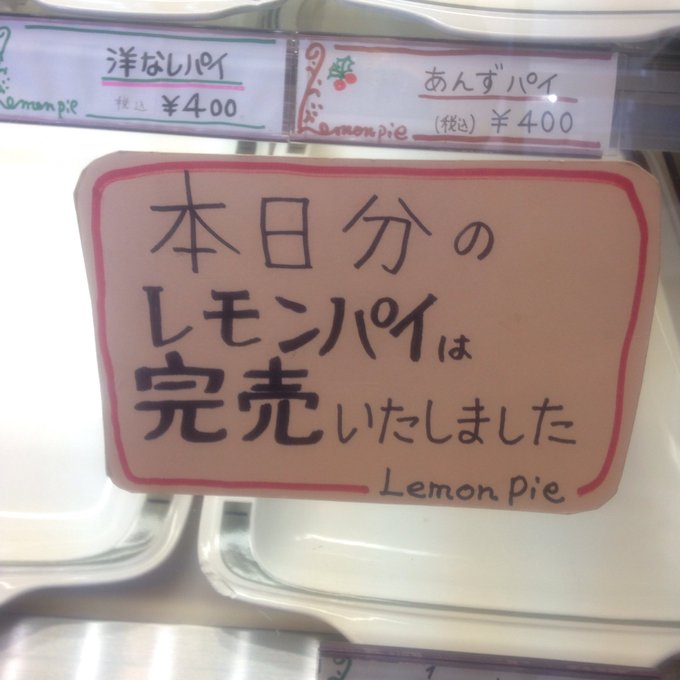 洋なしパイ
Lemon pie 税込 ¥400
あんずパイ
Lemon pie (税込) ¥400
本日分の
レモンパイは
完売いたしました
Lemon Pie